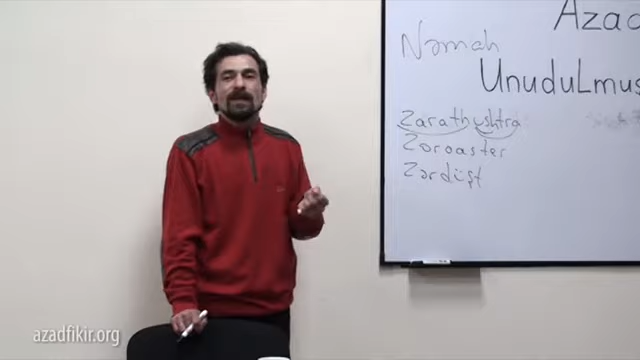 Azad
Nəmah
Unudulmuş
Zarathushtra
Zoroaster
Zərdüşt
azadfikir.org